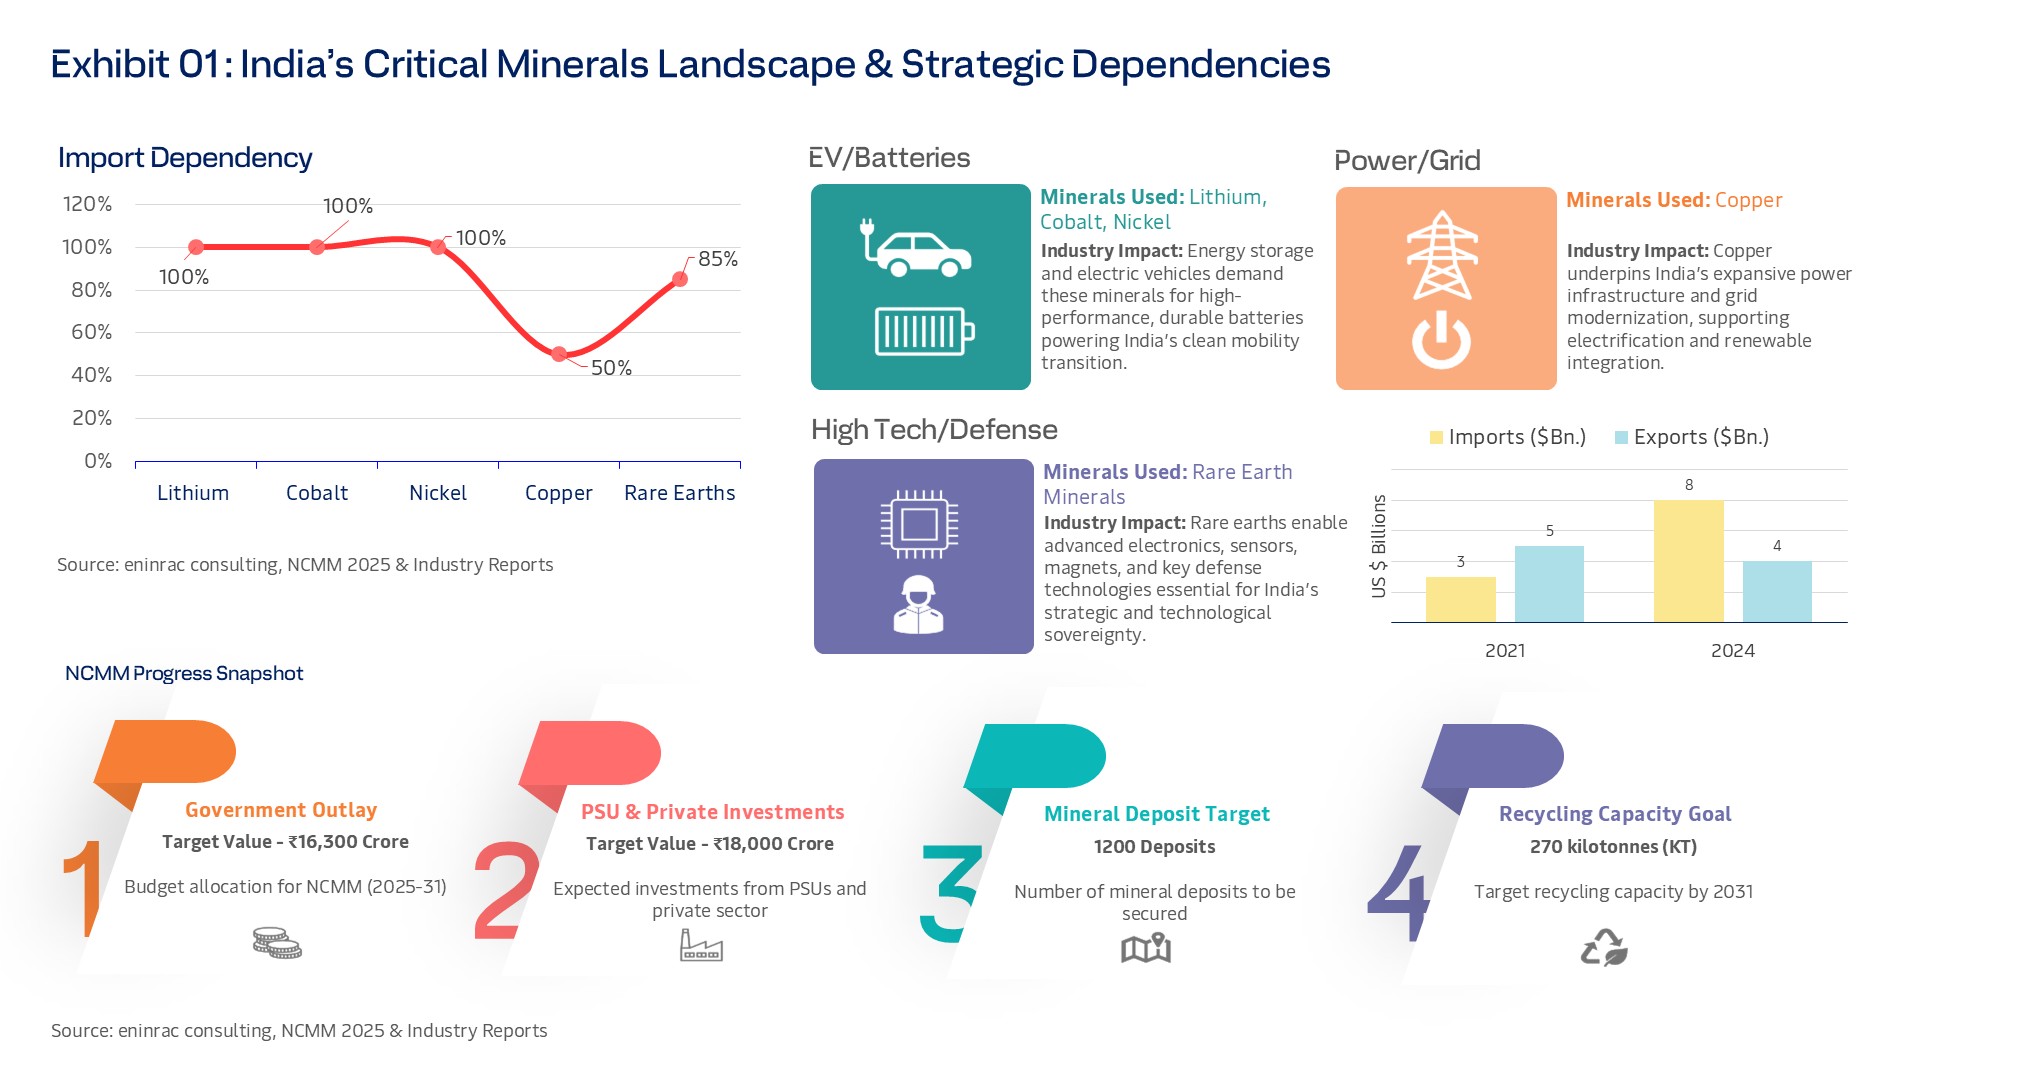 Exhibit 01: India's Critical Minerals Landscape & Strategic Dependencies
Import Dependency
120%
100%
80%
60%
40%
20%
0%
100%
100%
100%
50%
85%
Lithium
Cobalt
Nickel
Copper
Rare Earths
Source: eninrac consulting, NCMM 2025 & Industry Reports
EV/Batteries
Minerals Used: Lithium,
Cobalt, Nickel
Industry Impact: Energy storage
and electric vehicles demand
these minerals for high-
performance, durable batteries
powering India's clean mobility
transition.
Power/Grid
Minerals Used: Copper
Industry Impact: Copper
underpins India's expansive power
infrastructure and grid
modernization, supporting
electrification and renewable
integration.
High Tech/Defense
Minerals Used: Rare Earth
Minerals
Industry Impact: Rare earths enable
advanced electronics, sensors,
magnets, and key defense
technologies essential for India's
strategic and technological
sovereignty.
Imports ($Bn.)
Exports ($Bn.)
US $ Billions
3
5
8
4
2021
2024
NCMM Progress Snapshot
1
Government Outlay
Target Value - ₹16,300 Crore
Budget allocation for NCMM (2025-31)
2
PSU & Private Investments
Target Value - ₹18,000 Crore
Expected investments from PSUs and
private sector
3
Mineral Deposit Target
1200 Deposits
Number of mineral deposits to be
secured
4
Recycling Capacity Goal
270 kilotonnes (KT)
Target recycling capacity by 2031
Source: eninrac consulting, NCMM 2025 & Industry Reports